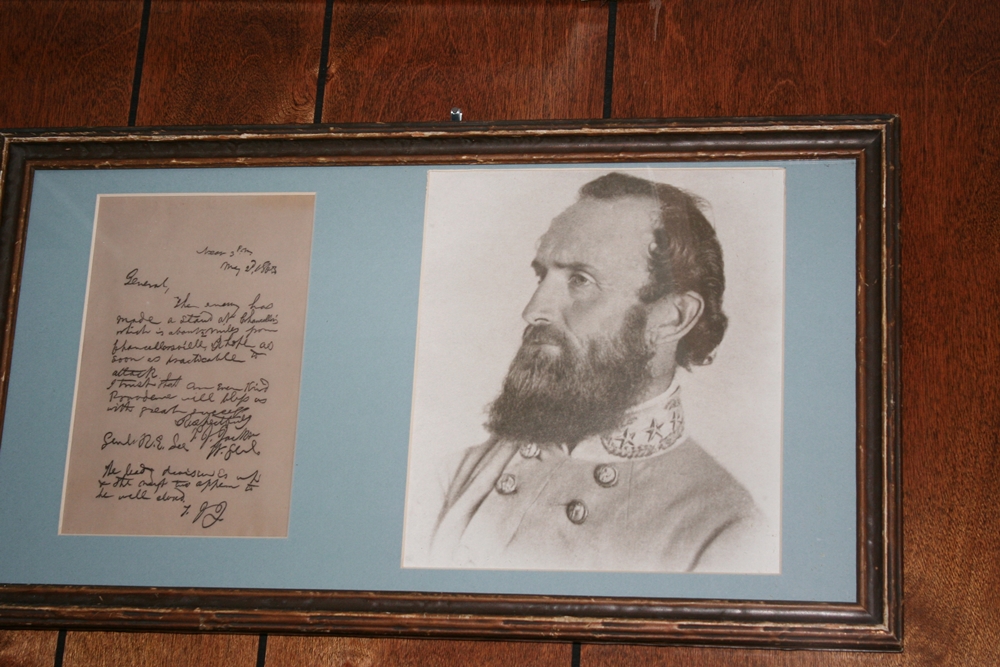 Near 3 P.M.
May 2, 1863
General,
The enemy has
made a stand at Chancellor's
which is about 2 miles from
Chancellorsville. I hope as
soon as practicable to
attack.
I trust that an ever kind
Providence will bless us
with great success.
Respectfully
T. J. Jackson
Lt. Genl.
Genl. R. E. Lee
The leading division is up
& the next two appear to
be well closed.
T. J. J.